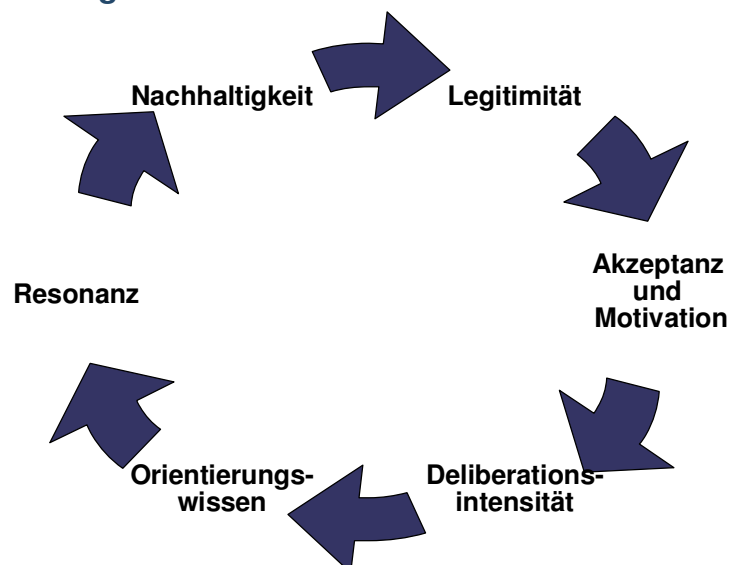 Nachhaltigkeit
Legitimität
Akzeptanz
und
Motivation
Deliberations-
intensität
Orientierungs-
wissen
Resonanz